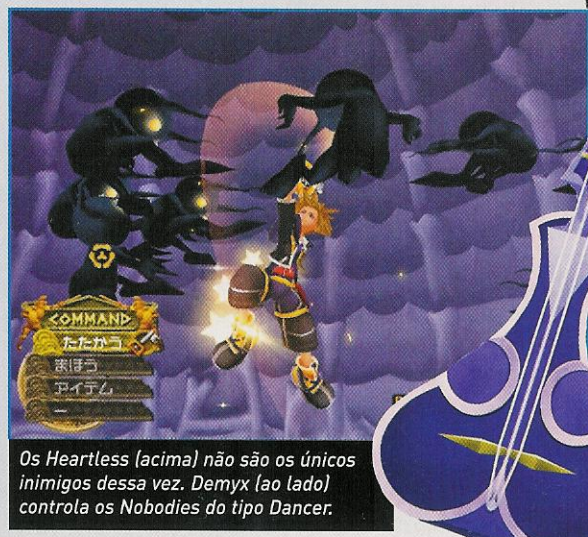 COMMAND
たたかう
まほう
アイテム
ー
Os Heartless (acima) não são os únicos
inimigos dessa vez. Demyx (ao lado)
controla os Nobodies do tipo Dancer.